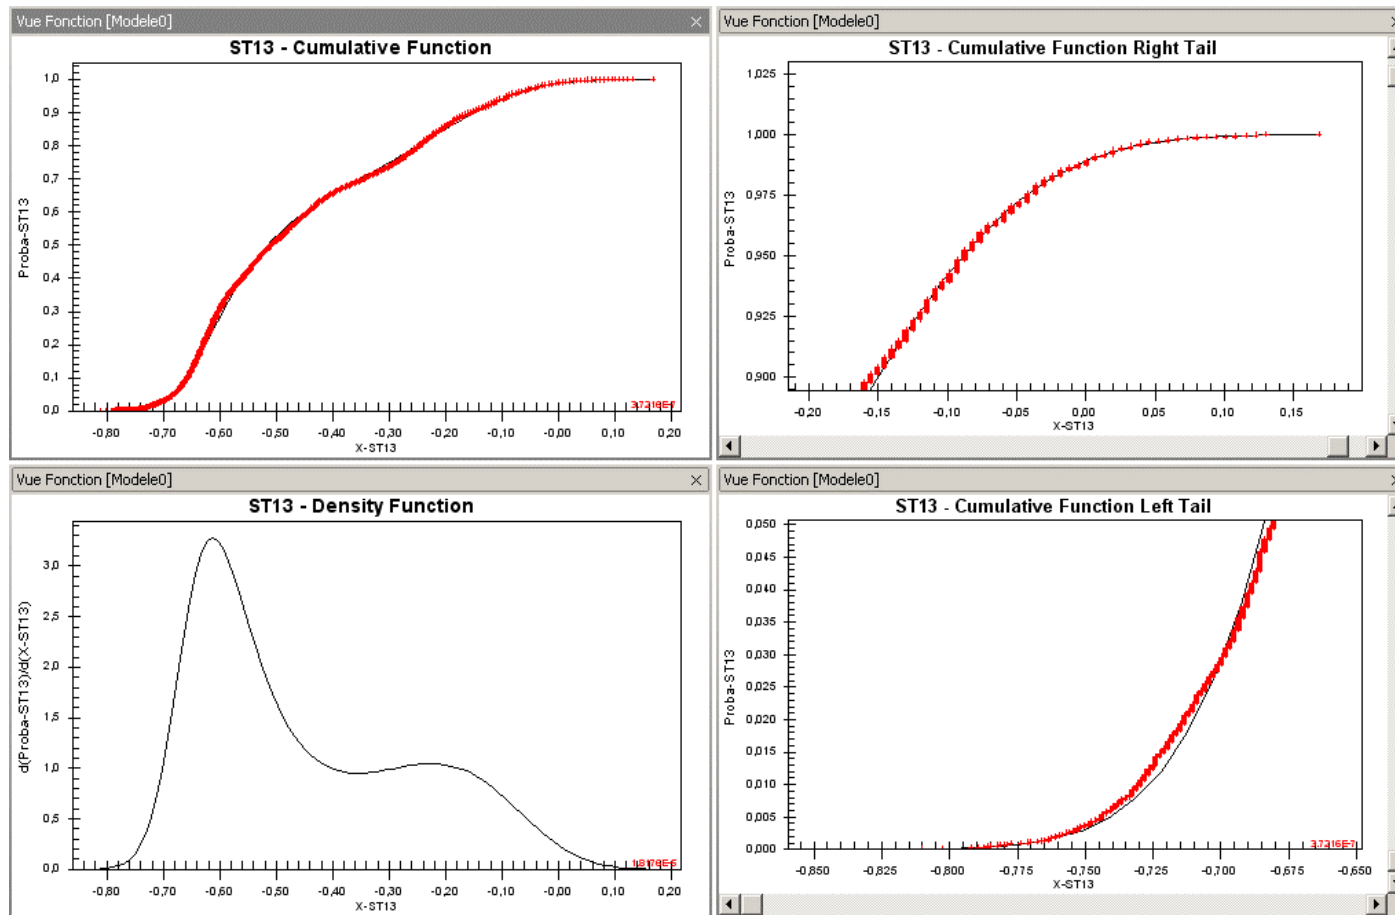 Vue Fonction [Modele0]
ST13 - Cumulative Function
Proba-ST13
1,0
0,9
0,8
0,7
0,6
0,5
0,4
0,3
0,2
0,1
0,0
3,7216E-7
-0,80 -0,70 -0,60 -0,50 -0,40 -0,30 -0,20 -0,10 -0,00 0,10 0,20
X-ST13
Vue Fonction [Modele0]
ST13 - Cumulative Function Right Tail
Proba-ST13
1,025
1,000
0,975
0,950
0,925
0,900
-0,20 -0,15 -0,10 -0,05 0,00 0,05 0,10 0,15
X-ST13
Vue Fonction [Modele0]
ST13 - Density Function
d(Proba-ST13)/d(X-ST13)
3,0
2,5
2,0
1,5
1,0
0,5
0,0
-0,80 -0,70 -0,60 -0,50 -0,40 -0,30 -0,20 -0,10 -0,00 0,10 0,20
X-ST13
Vue Fonction [Modele0]
ST13 - Cumulative Function Left Tail
Proba-ST13
0,050
0,045
0,040
0,035
0,030
0,025
0,020
0,015
0,010
0,005
0,000
3,7216E-7
-0,850 -0,825 -0,800 -0,775 -0,750 -0,725 -0,700 -0,675 -0,650
X-ST13